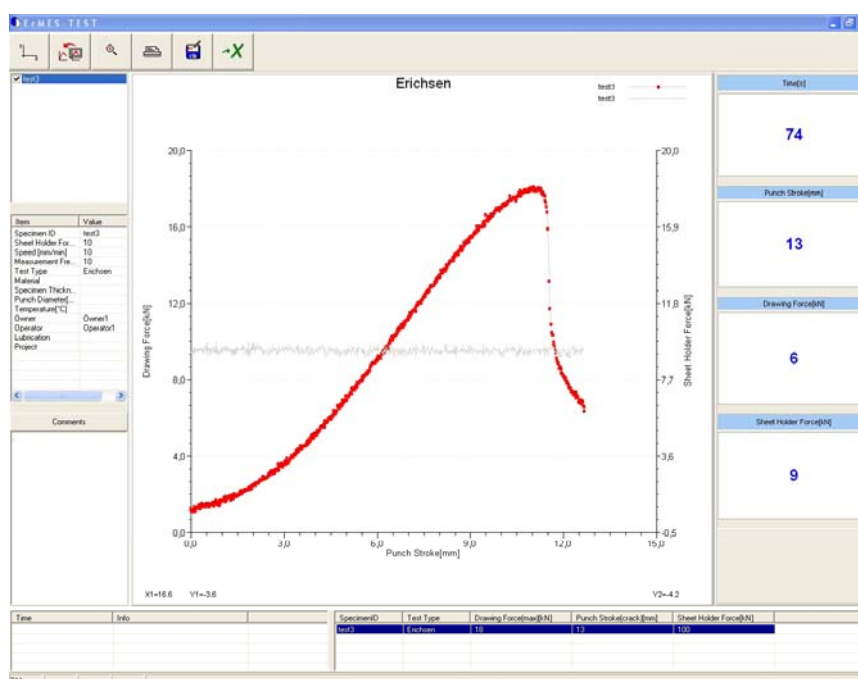 ErMES-TEST
test3
Item Value
Specimen ID test3
Sheet Holder For... 10
Speed [mm/min] 10
Measurement Fre... 10
Test Type Erichsen
Material
Specimen Thickn...
Punch Diameter[...
Temperature[°C]
Owner Owner1
Operator Operator1
Lubrication
Project
Comments
Erichsen
test3
test3
20,0
16,0
12,0
8,0
4,0
0,0
Drawing Force[kN]
20,0
15,9
11,8
7,7
3,6
-0,5
Sheet Holder Force[kN]
0,0 3,0 6,0 9,0 12,0 15,0
Punch Stroke[mm]
X1=16.6 Y1=-3.6 Y2=-4.2
Time[s]
74
Punch Stroke[mm]
13
Drawing Force[kN]
6
Sheet Holder Force[kN]
9
Time Info
SpecimenID Test Type Drawing Force(max)[kN] Punch Stroke(crack)[mm] Sheet Holder Force[kN]
test3 Erichsen 18 13 100